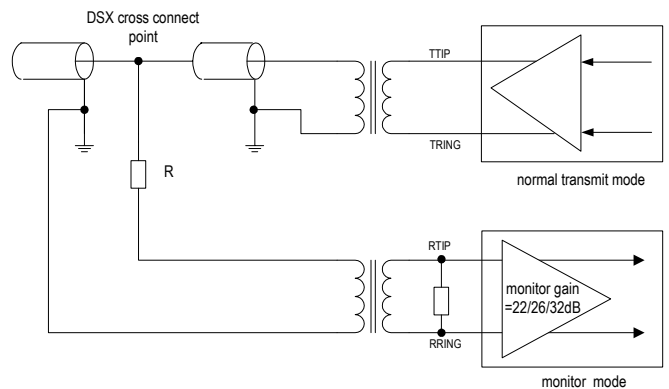 DSX cross connect
point
TTIP
TRING
normal transmit mode
R
RTIP
RRING
monitor gain
=22/26/32dB
monitor mode